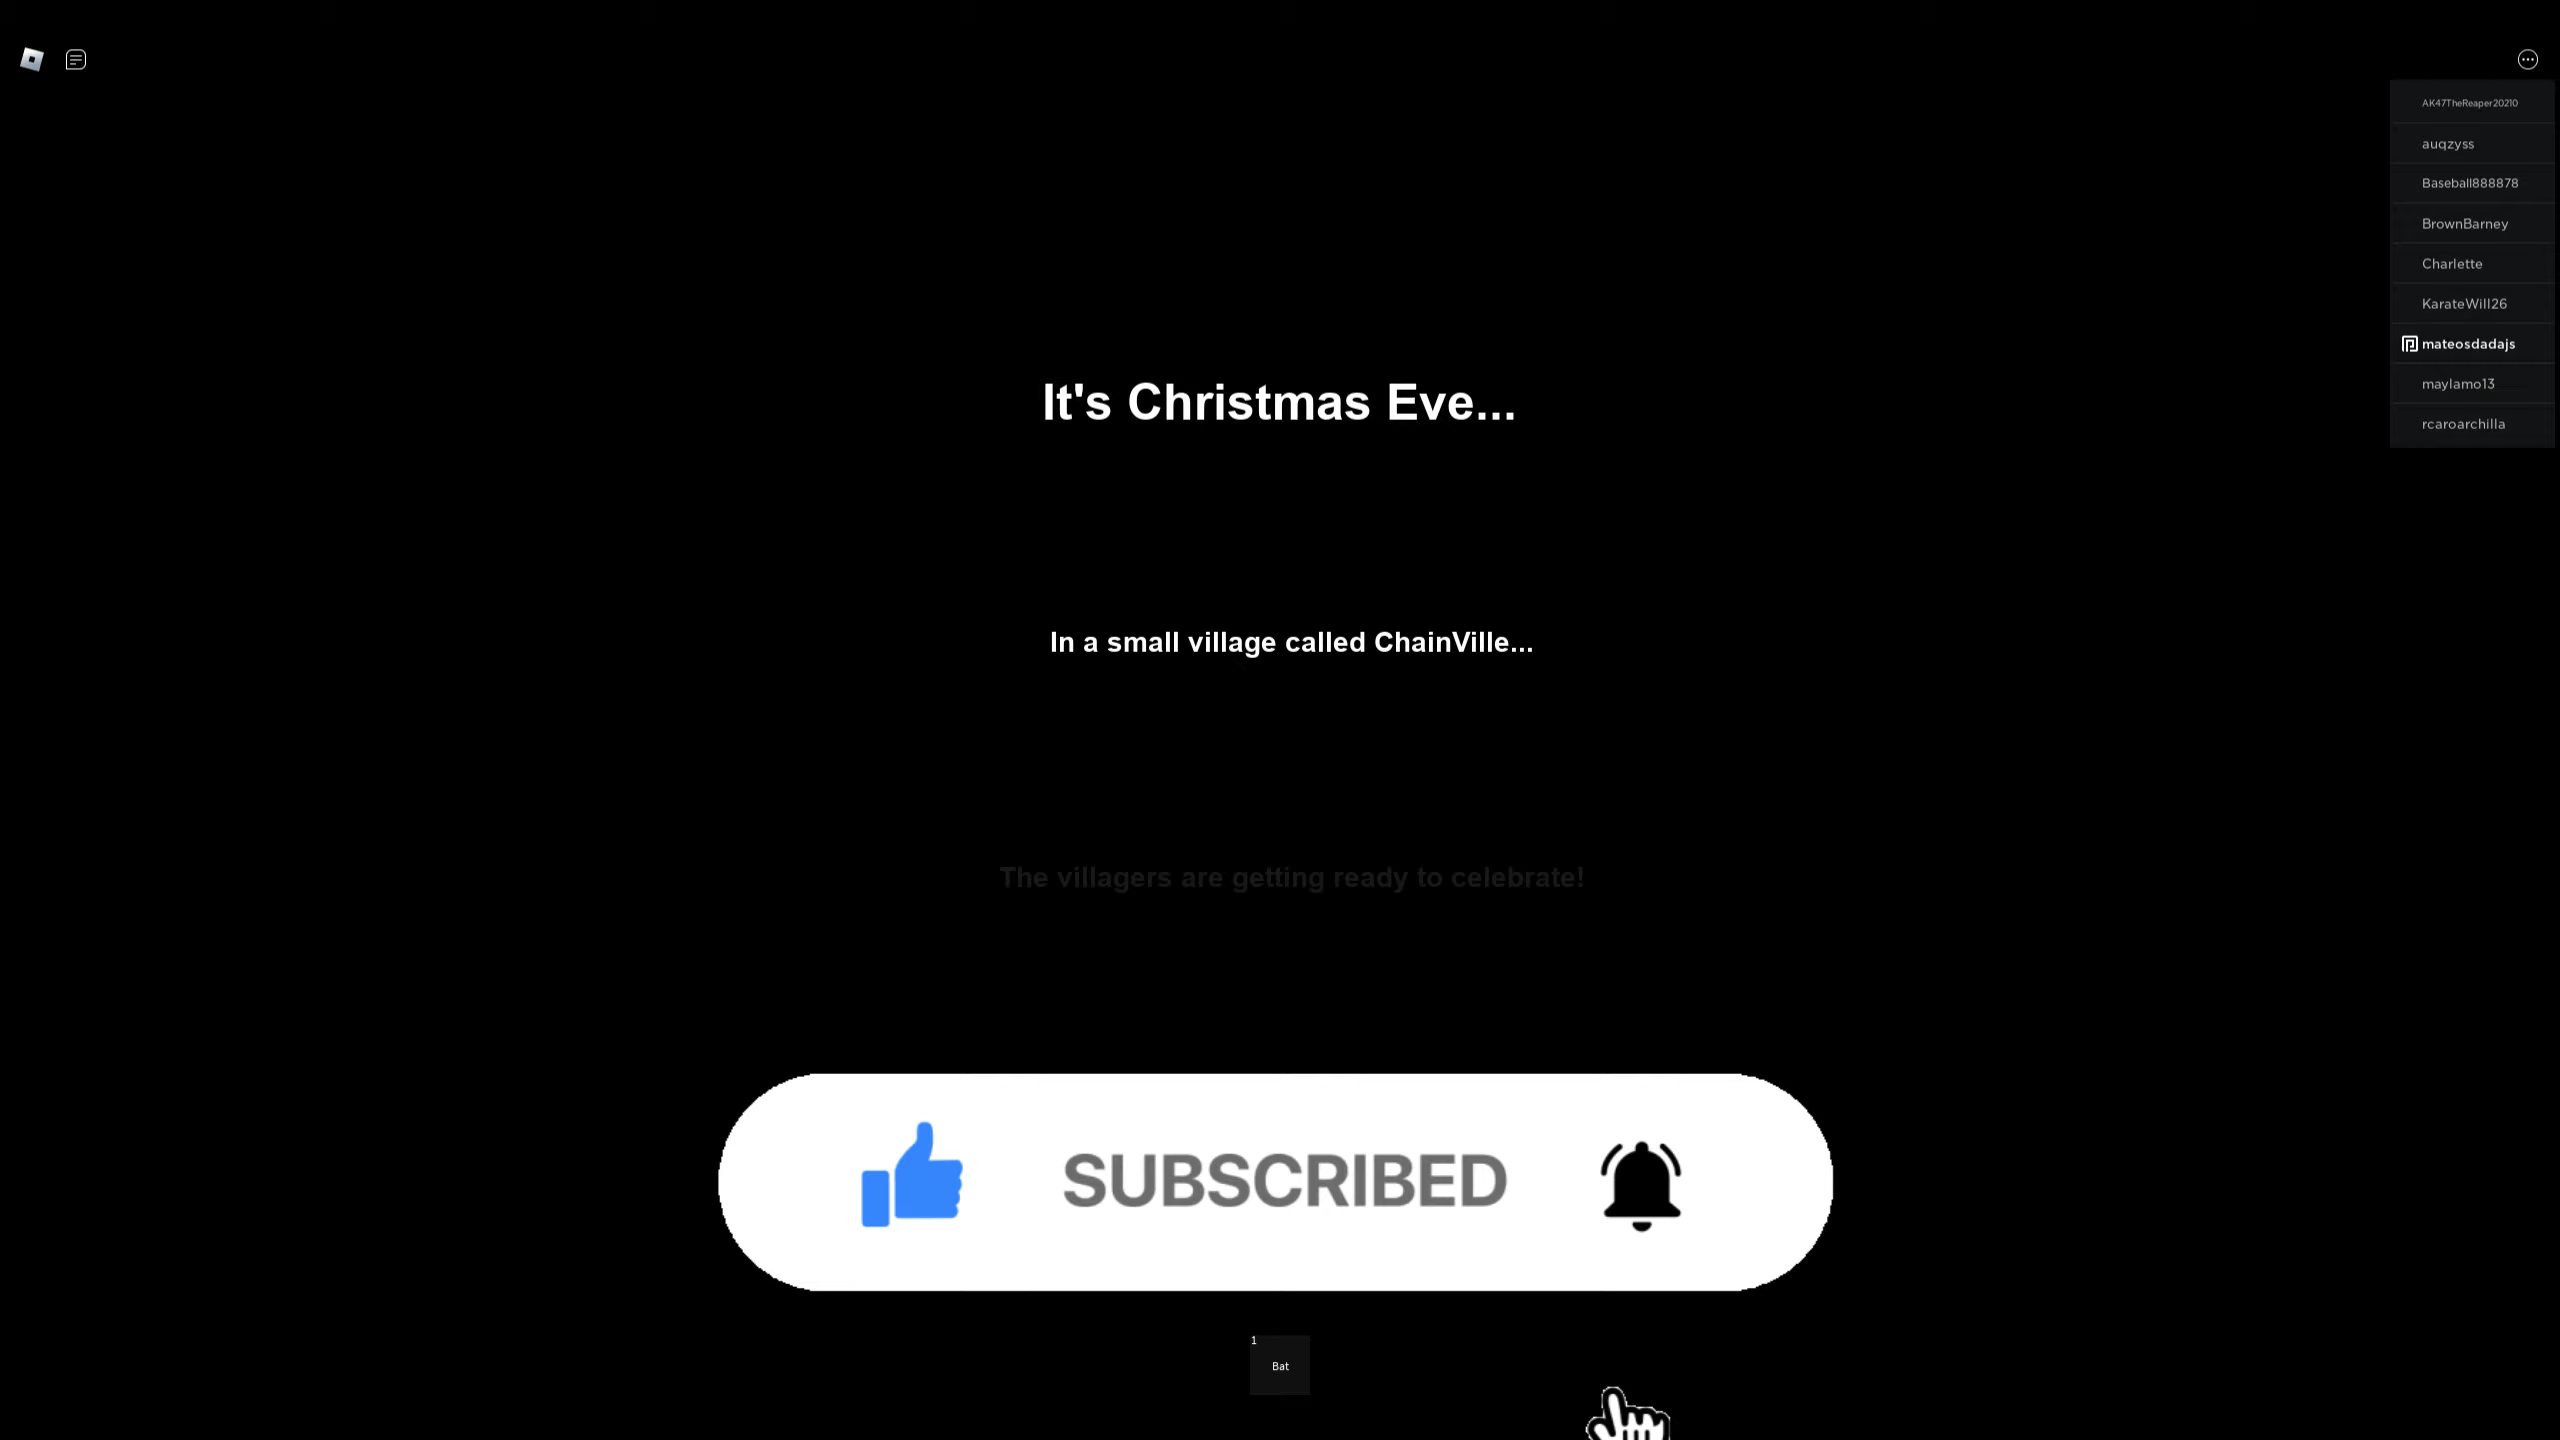 AK47TheReaper20210
auqzyss
Baseball888878
BrownBarney
Charlette
KarateWill26
mateosdadajs
maylamo13
rcaroarchilla
It's Christmas Eve...
In a small village called ChainVille...
The villagers are getting ready to celebrate!
SUBSCRIBED
1
Bat